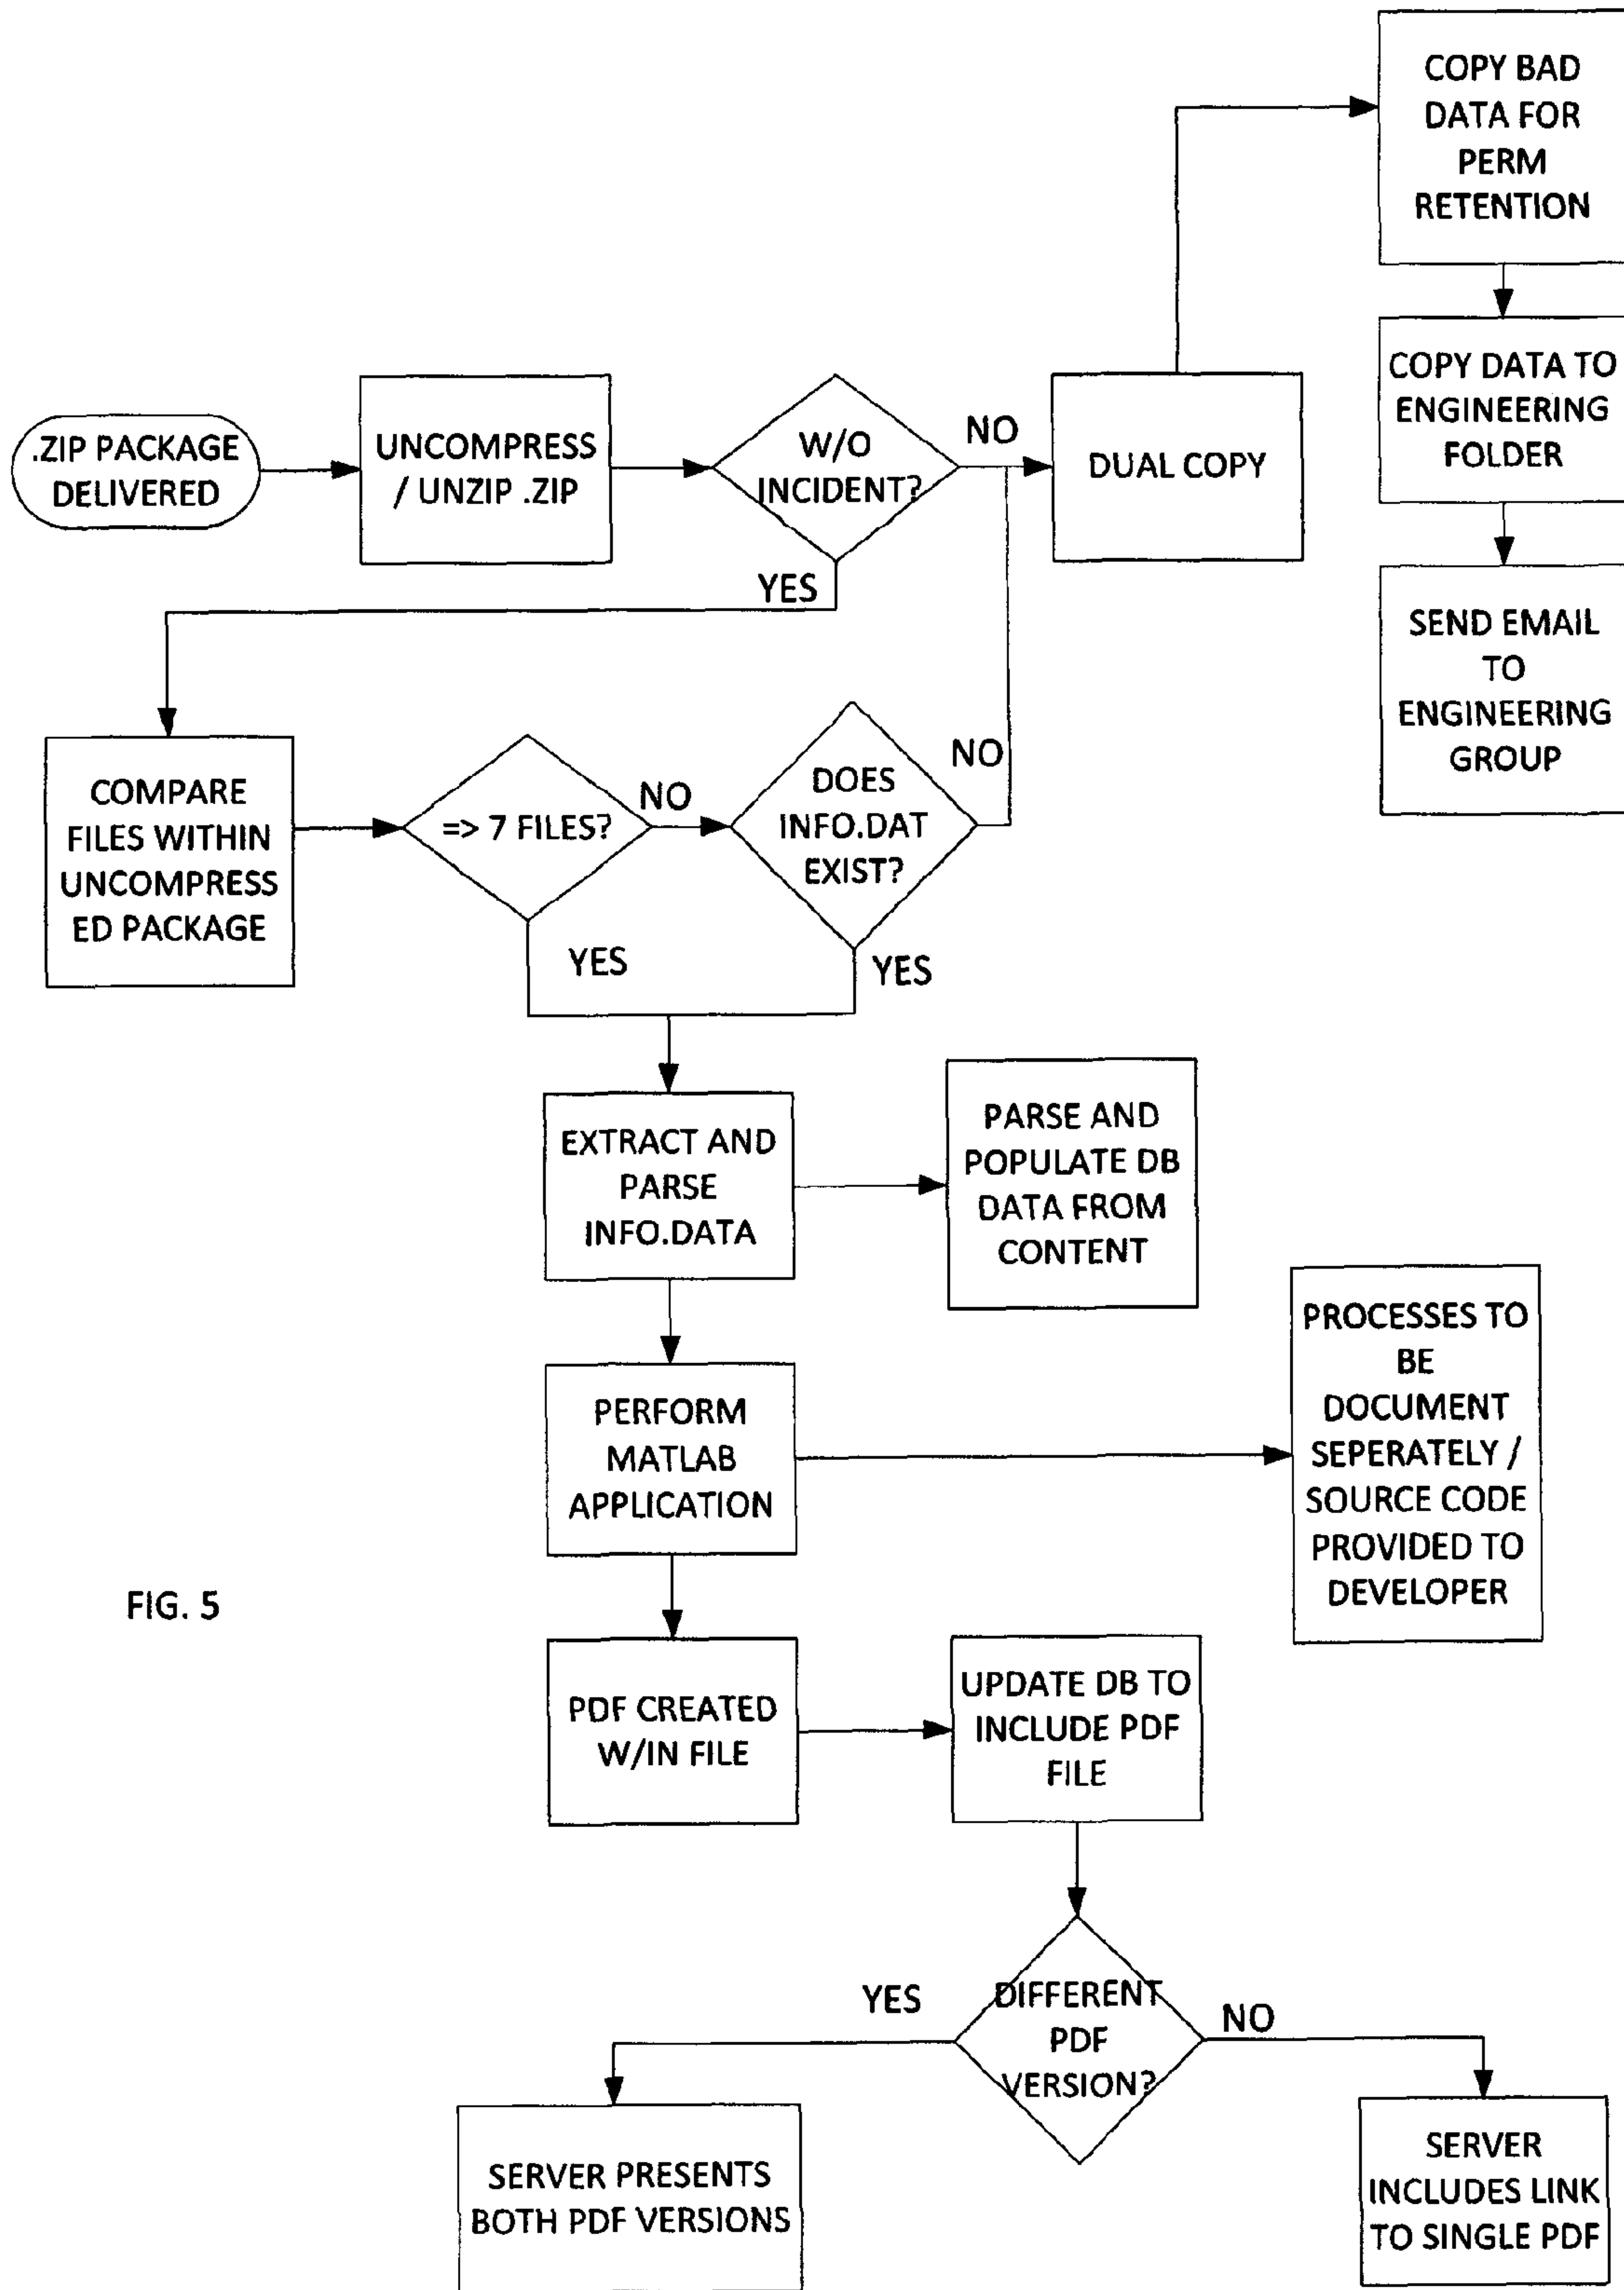 COPY BAD
DATA FOR
PERM
RETENTION
COPY DATA TO
ENGINEERING
FOLDER
SEND EMAIL
TO
ENGINEERING
GROUP
.ZIP PACKAGE
DELIVERED
UNCOMPRESS
/ UNZIP .ZIP
W/O
INCIDENT?
NO
YES
DUAL COPY
COMPARE
FILES WITHIN
UNCOMPRESS
ED PACKAGE
=> 7 FILES?
NO
YES
DOES
INFO.DAT
EXIST?
NO
YES
EXTRACT AND
PARSE
INFO.DATA
PARSE AND
POPULATE DB
DATA FROM
CONTENT
PERFORM
MATLAB
APPLICATION
PROCESSES TO
BE
DOCUMENT
SEPERATELY /
SOURCE CODE
PROVIDED TO
DEVELOPER
FIG. 5
PDF CREATED
W/IN FILE
UPDATE DB TO
INCLUDE PDF
FILE
DIFFERENT
PDF
VERSION?
YES
NO
SERVER PRESENTS
BOTH PDF VERSIONS
SERVER
INCLUDES LINK
TO SINGLE PDF